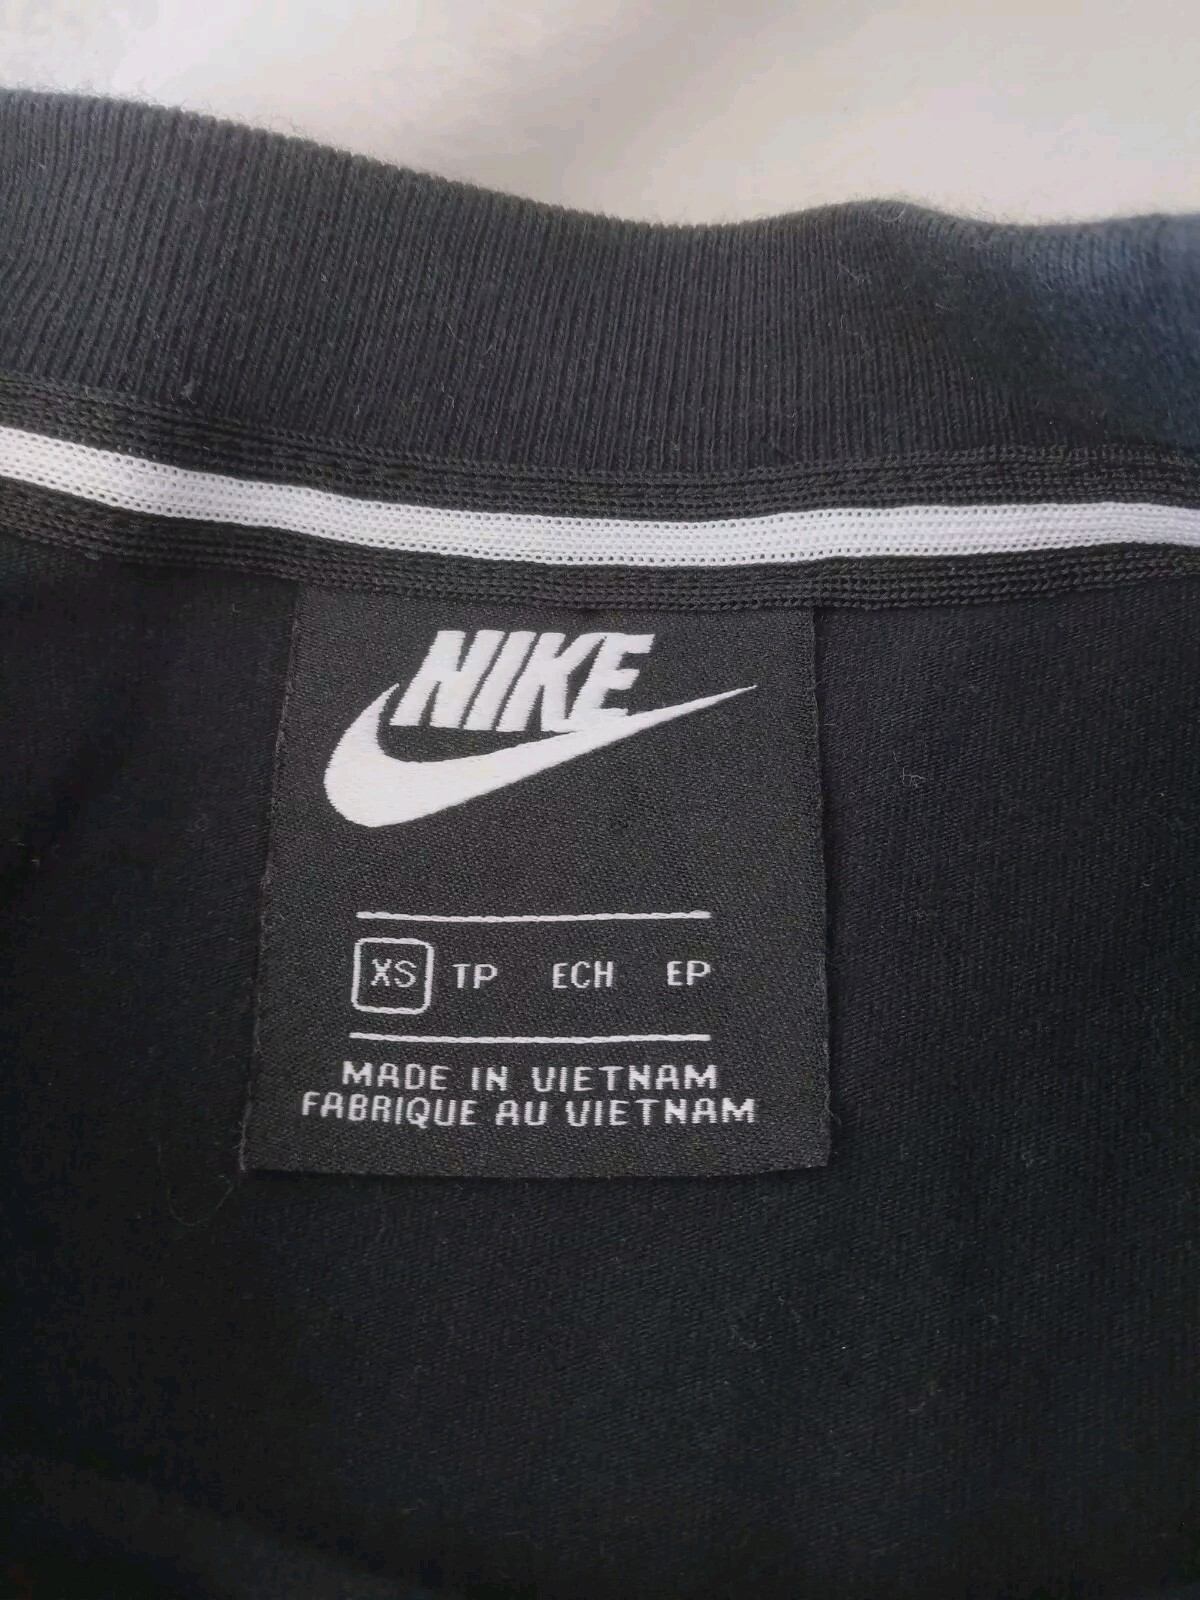 NIKE
XS TP ECH EP
MADE IN VIETNAM
FABRIQUE AU VIETNAM